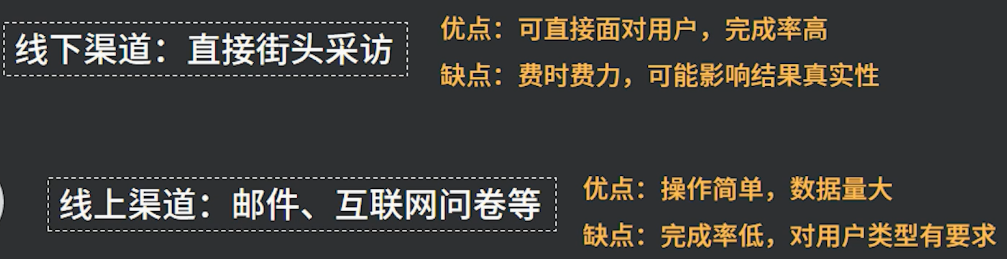 线下渠道：直接街头采访
优点：可直接面对用户，完成率高
缺点：费时费力，可能影响结果真实性
线上渠道：邮件、互联网问卷等
优点：操作简单，数据量大
缺点：完成率低，对用户类型有要求